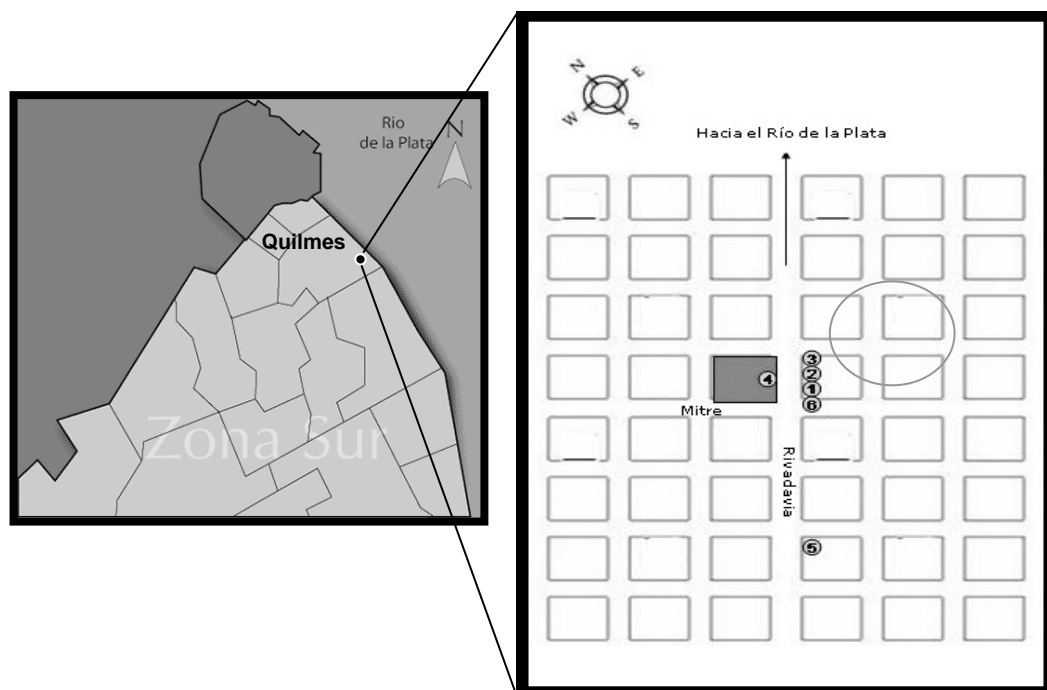 Rio
de la Plata
N
Quilmes
Zona Sur
N
E
W
S
Hacia el Río de la Plata
3
2
4
1
6
Mitre
Rivadavia
5